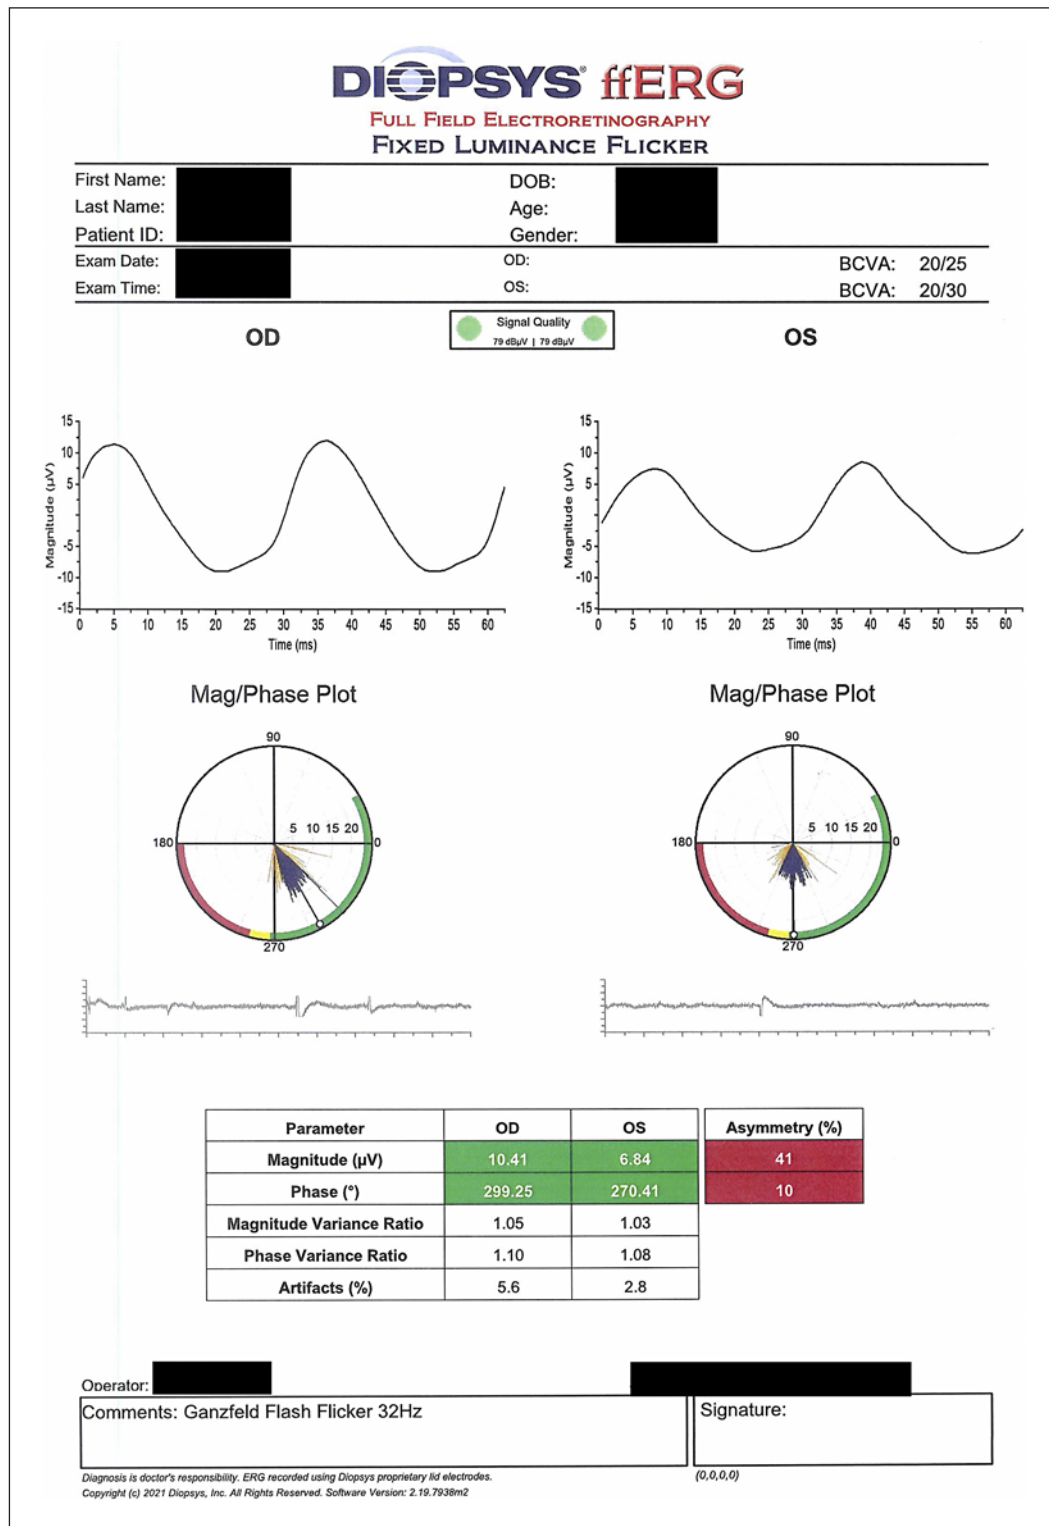 DIOPSYS® ffERG
FULL FIELD ELECTRORETINOGRAPHY
FIXED LUMINANCE FLICKER
First Name:
Last Name:
Patient ID:
DOB:
Age:
Gender:
Exam Date:
Exam Time:
OD:
OS:
BCVA: 20/25
BCVA: 20/30
OD
Signal Quality
79 dBµV | 79 dBµV
OS
Magnitude (µV)
15
10
5
-5
-10
-15
0 5 10 15 20 25 30 35 40 45 50 55 60
Time (ms)
Magnitude (µV)
15
10
5
-5
-10
-15
0 5 10 15 20 25 30 35 40 45 50 55 60
Time (ms)
Mag/Phase Plot
90
5 10 15 20
180
0
270
Mag/Phase Plot
90
5 10 15 20
180
0
270
Parameter OD OS Asymmetry (%)
Magnitude (µV) 10.41 6.84 41
Phase (°) 299.25 270.41 10
Magnitude Variance Ratio 1.05 1.03
Phase Variance Ratio 1.10 1.08
Artifacts (%) 5.6 2.8
Operator:
Comments: Ganzfeld Flash Flicker 32Hz
Signature:
Diagnosis is doctor's responsibility. ERG recorded using Diopsys proprietary lid electrodes.
(0,0,0,0)
Copyright (c) 2021 Diopsys, Inc. All Rights Reserved. Software Version: 2.19.7938m2